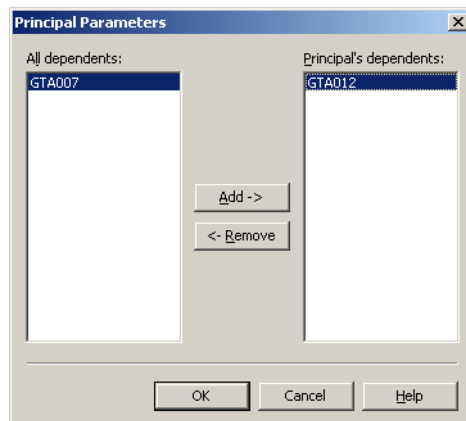 Principal Parameters
All dependents:
Principal's dependents:
GTA007
GTA012
Add ->
<- Remove
OK
Cancel
Help